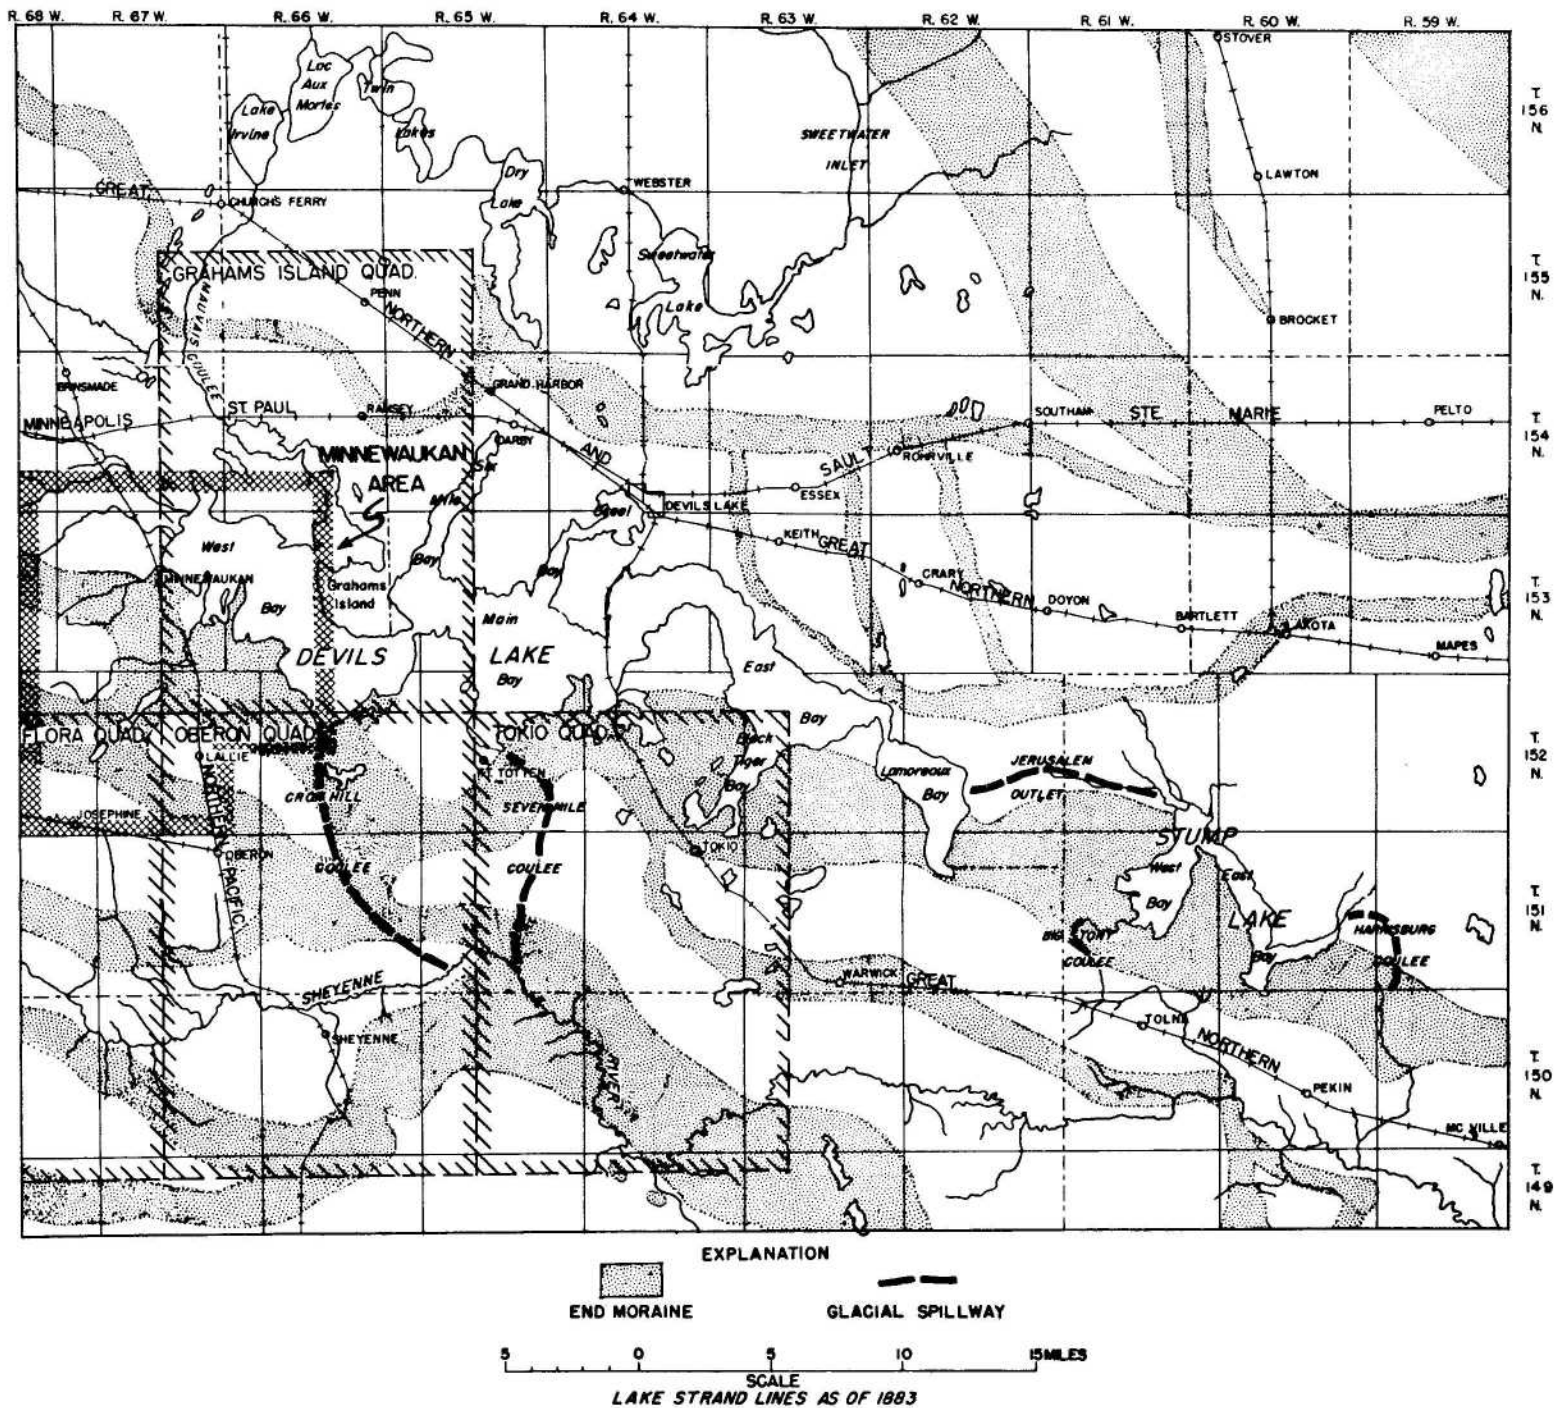 R. 68 W. R. 67 W. R. 66 W. R. 65 W. R. 64 W. R. 63 W. R. 62 W. R. 61 W. R. 60 W. R. 59 W.
STOVER
Lac
Aux
Mortes
Twin
Lakes
Lake
Irvine
T.
156
N.
SWEETWATER
INLET
Dry
Lake
WEBSTER
LAWTON
GREAT
CHURCH'S FERRY
Sweetwater
Lake
T.
155
N.
GRAHAMS ISLAND QUAD.
MAUVAIS COULEE
PENN
NORTHERN
BROCKET
BRINSMADE
GRAND HARBOR
MINNEAPOLIS
ST. PAUL
RAMSEY
DARBY
AND
SAULT
ROHRVILLE
SOUTHAM
STE
MARIE
PELTO
T.
154
N.
MINNEWAUKAN
AREA
Six
Mile
Bay
ESSEX
Creel
Bay
DEVILS LAKE
KEITH
GREAT
West
Bay
MINNEWAUKAN
Grahams
Island
CRARY
NORTHERN
DOYON
BARTLETT
LAKOTA
MAPES
T.
153
N.
Main
Bay
DEVILS
LAKE
East
Bay
FLORA QUAD.
OBERON QUAD.
TOKIO QUAD.
LALLIE
FT. TOTTEN
Black
Tiger
Bay
Lamoreaux
Bay
JERUSALEM
OUTLET
T.
152
N.
CROW HILL
COULEE
SEVENMILE
COULEE
JOSEPHINE
OBERON
NORTHERN
PACIFIC
TOKIO
STUMP
LAKE
West
Bay
East
Bay
T.
151
N.
BIG TONY
COULEE
HARRISBURG
COULEE
SHEYENNE
RIVER
WARWICK
GREAT
NORTHERN
TOLNA
SHEYENNE
PEKIN
T.
150
N.
MC VILLE
T.
149
N.
EXPLANATION
END MORAINE
GLACIAL SPILLWAY
5 0 5 10 15 MILES
SCALE
LAKE STRAND LINES AS OF 1883